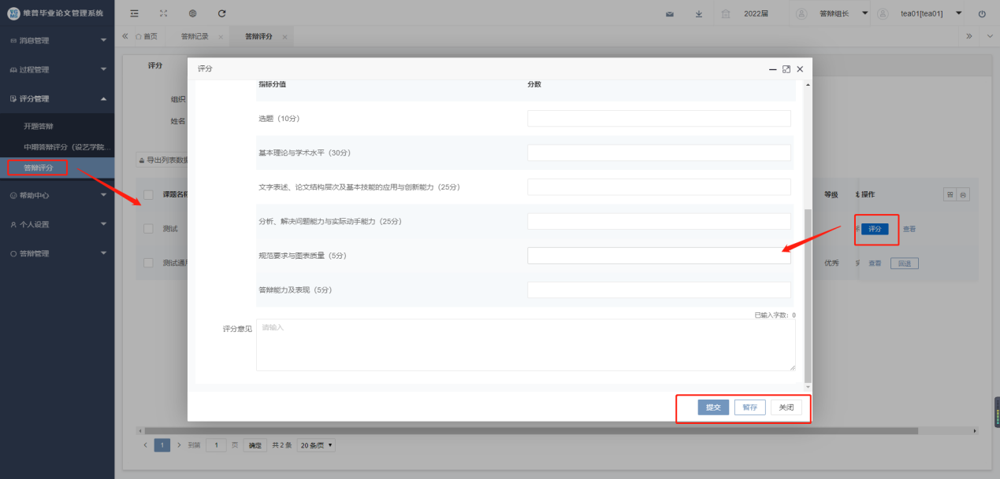 维普毕业论文管理系统
2022届
答辩组长
tea01[tea01]
消息管理
过程管理
评分管理
开题答辩
中期答辩评分（设艺学院...
答辩评分
帮助中心
个人设置
答辩管理
首页
答辩记录
答辩评分
评分
组织
姓名
导出列表数据
课题名称
等级
操作
测试
评分
查看
测试通用
优秀
查看
回退
评分
指标分值
分数
选题（10分）
基本理论与学术水平（30分）
文字表述、论文结构层次及基本技能的应用与创新能力（25分）
分析、解决问题能力与实际动手能力（25分）
规范要求与图表质量（5分）
答辩能力及表现（5分）
已输入字数：0
评分意见
请输入
提交
暂存
关闭
1
到第
1
页
确定
共 2 条
20 条/页